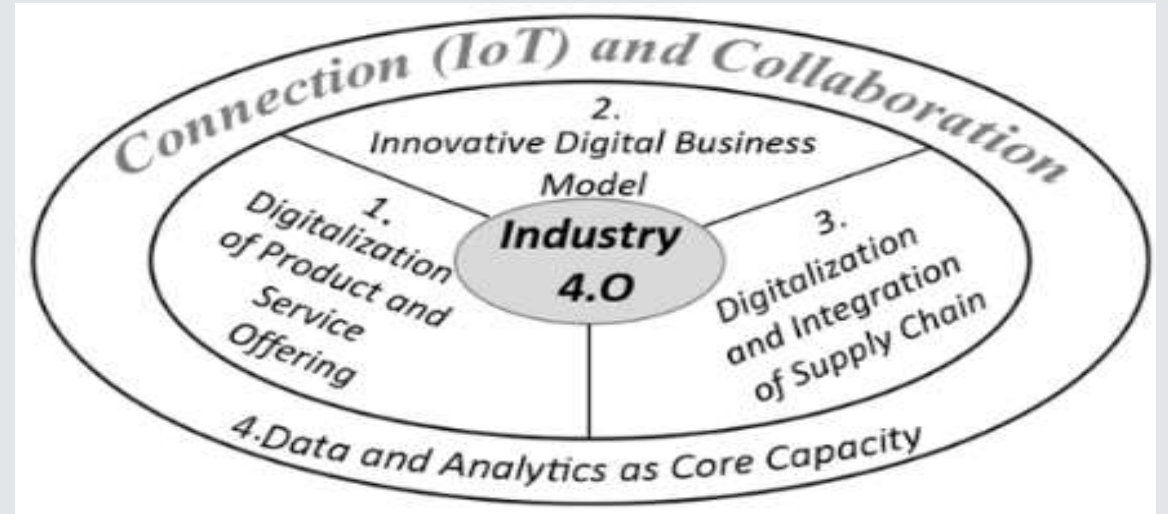 Connection (IoT) and Collaboration
2.
Innovative Digital Business
Model
1.
Digitalization
of Product and
Service
Offering
Industry
4.O
3.
Digitalization
and Integration
of Supply Chain
4.Data and Analytics as Core Capacity